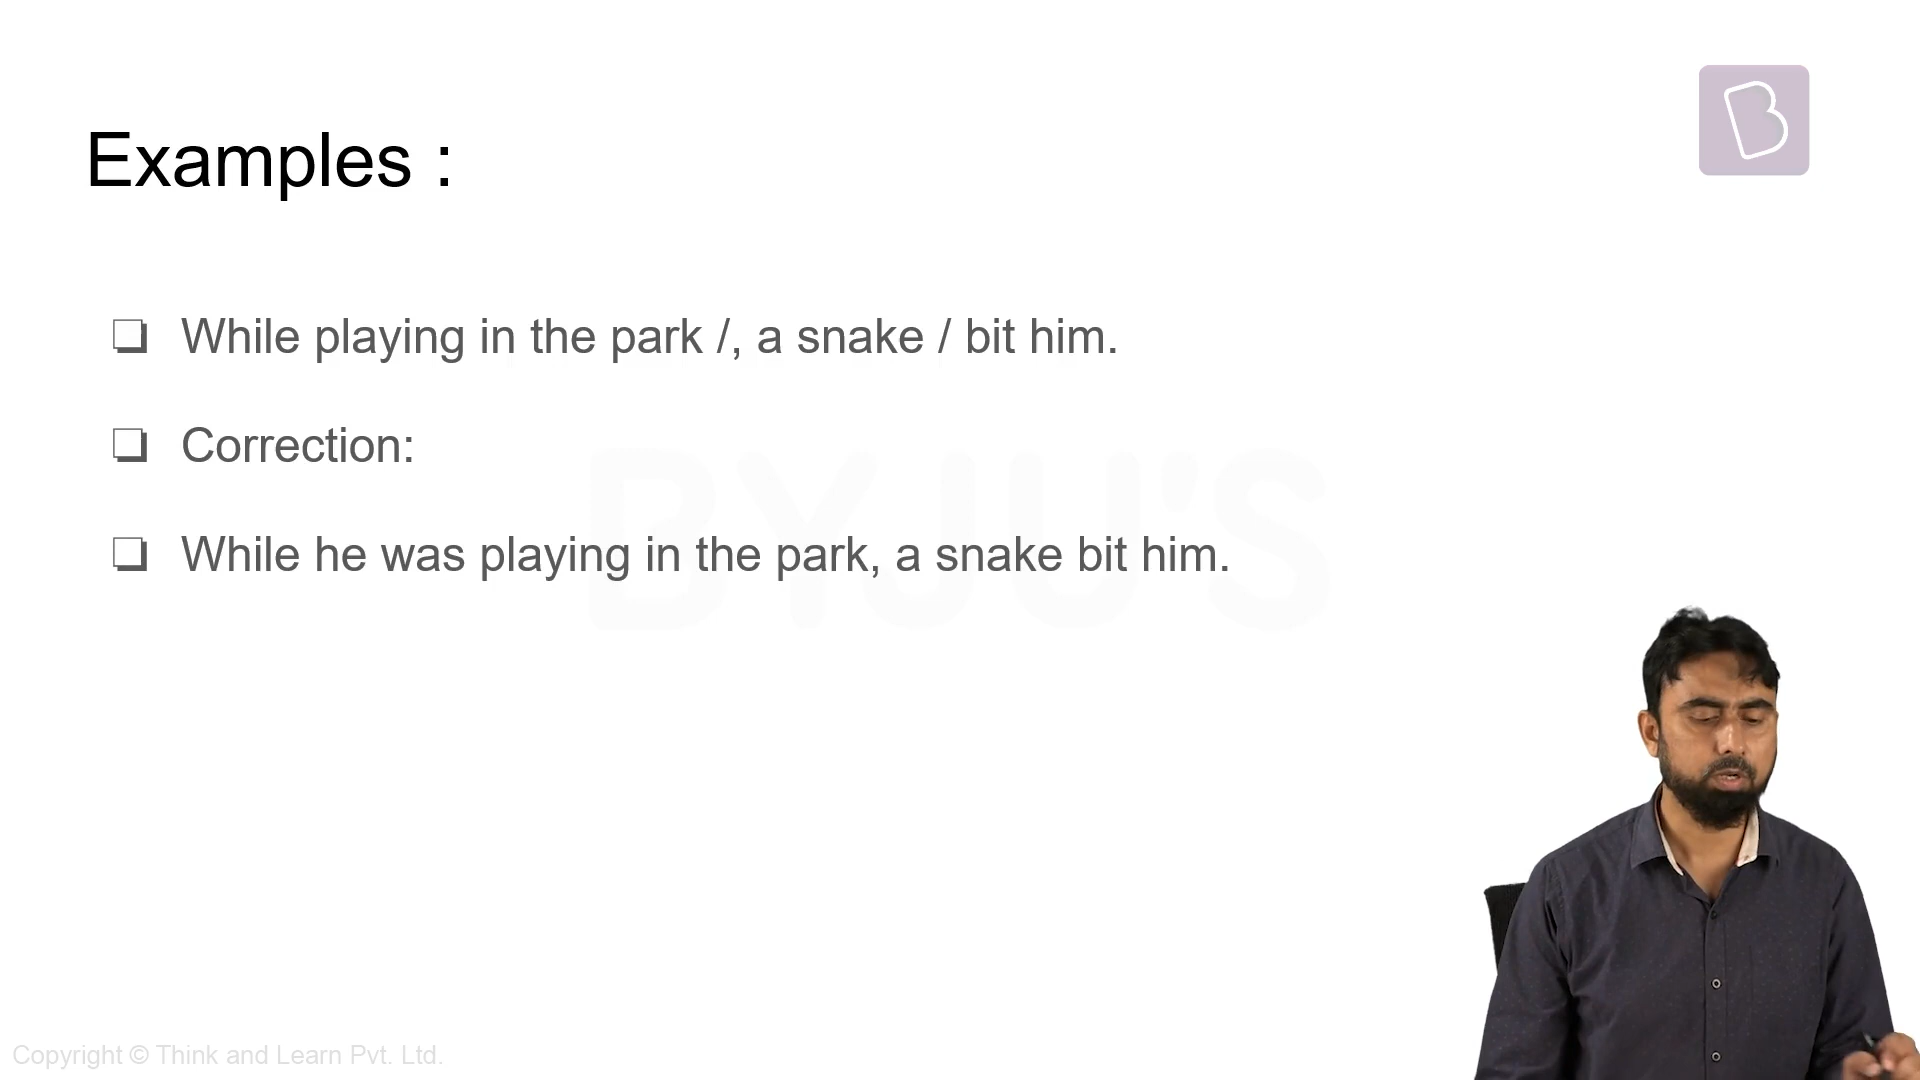 Examples :
While playing in the park /, a snake / bit him.
Correction:
While he was playing in the park, a snake bit him.
BYJU'S
Copyright © Think and Learn Pvt. Ltd.